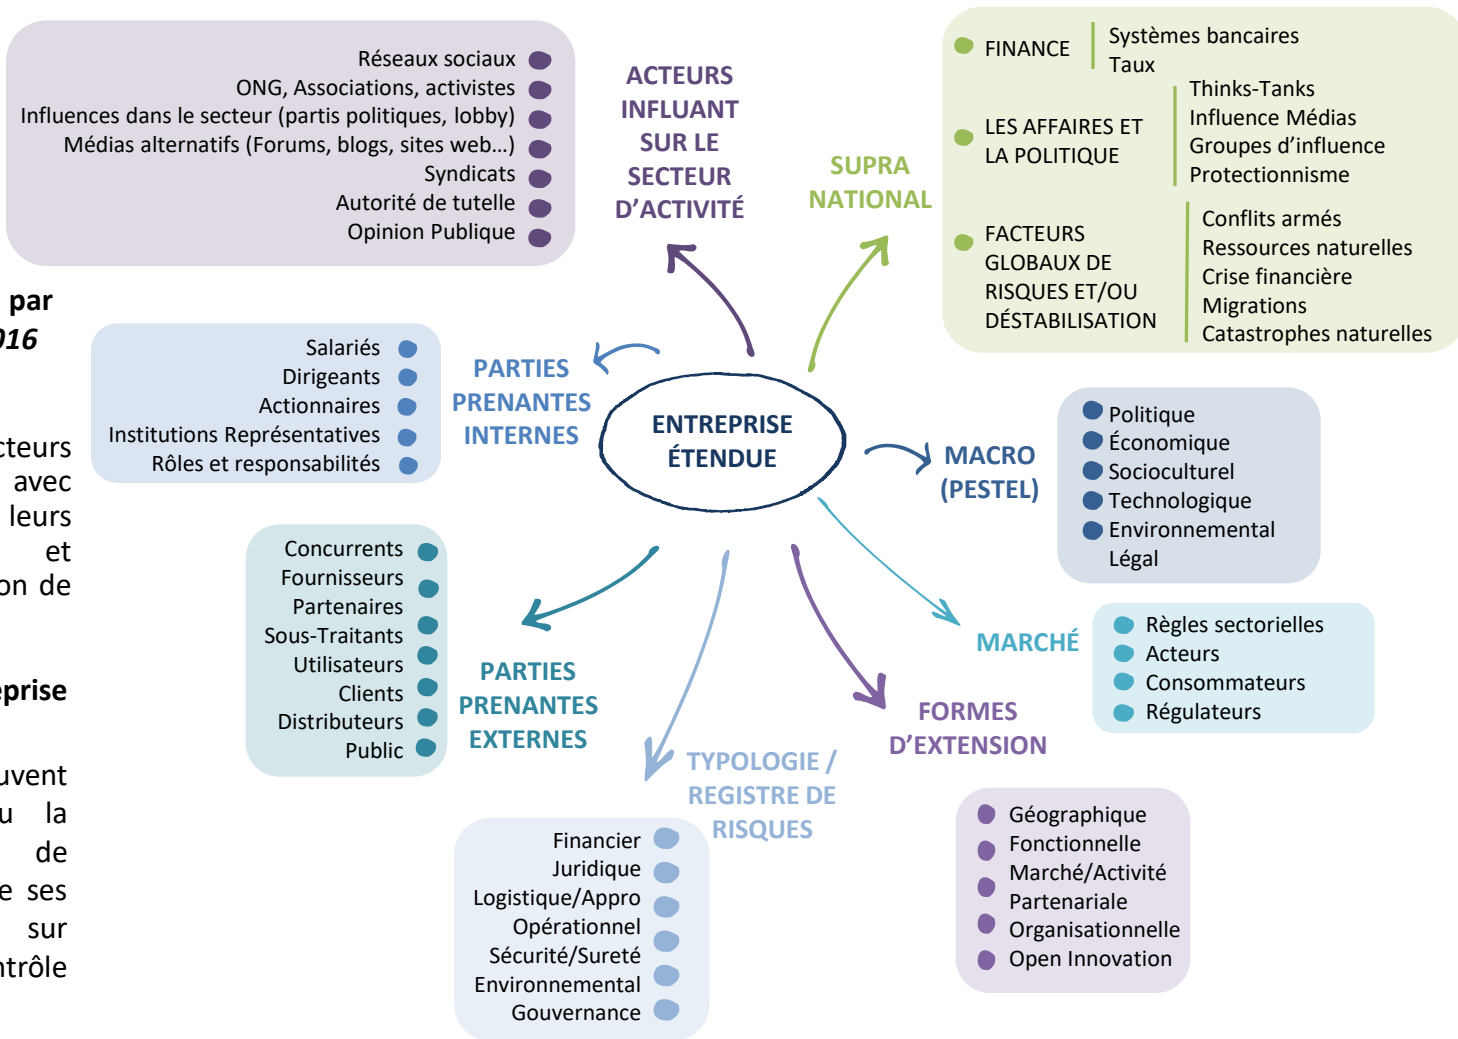 Réseaux sociaux
ONG, Associations, activistes
Influences dans le secteur (partis politiques, lobby)
Médias alternatifs (Forums, blogs, sites web…)
Syndicats
Autorité de tutelle
Opinion Publique
ACTEURS
INFLUANT
SUR LE
SECTEUR
D’ACTIVITÉ
SUPRA
NATIONAL
FINANCE
Systèmes bancaires
Taux
LES AFFAIRES ET
LA POLITIQUE
Thinks-Tanks
Influence Médias
Groupes d’influence
Protectionnisme
FACTEURS
GLOBAUX DE
RISQUES ET/OU
DÉSTABILISATION
Conflits armés
Ressources naturelles
Crise financière
Migrations
Catastrophes naturelles
par
016
cteurs
avec
leurs
et
on de
eprise
uvent
u la
de
e ses
sur
ntrôle
Salariés
Dirigeants
Actionnaires
Institutions Représentatives
Rôles et responsabilités
PARTIES
PRENANTES
INTERNES
ENTREPRISE
ÉTENDUE
MACRO
(PESTEL)
Politique
Économique
Socioculturel
Technologique
Environnemental
Légal
Concurrents
Fournisseurs
Partenaires
Sous-Traitants
Utilisateurs
Clients
Distributeurs
Public
PARTIES
PRENANTES
EXTERNES
MARCHÉ
Règles sectorielles
Acteurs
Consommateurs
Régulateurs
FORMES
D’EXTENSION
Géographique
Fonctionnelle
Marché/Activité
Partenariale
Organisationnelle
Open Innovation
TYPOLOGIE /
REGISTRE DE
RISQUES
Financier
Juridique
Logistique/Appro
Opérationnel
Sécurité/Sureté
Environnemental
Gouvernance